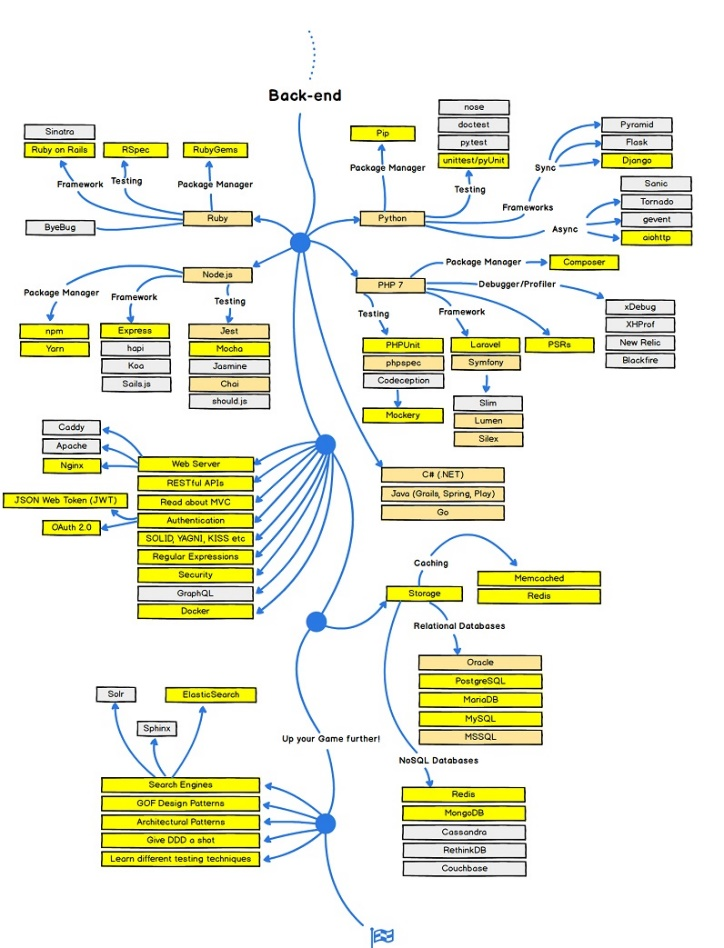 Back-end
Sinatra
Ruby on Rails
RSpec
RubyGems
Framework
Testing
Package Manager
ByeBug
Ruby
Pip
Package Manager
nose
doctest
pytest
unittest/pyUnit
Testing
Python
Sync
Pyramid
Flask
Django
Frameworks
Async
Sanic
Tornado
gevent
aiohttp
Node.js
Package Manager
Framework
Testing
npm
Yarn
Express
hapi
Koa
Sails.js
Jest
Mocha
Jasmine
Chai
should.js
PHP 7
Package Manager
Composer
Debugger/Profiler
xDebug
XHProf
New Relic
Blackfire
Testing
Framework
PHPUnit
phpspec
Codeception
Mockery
Laravel
Symfony
Slim
Lumen
Silex
PSRs
C# (.NET)
Java (Grails, Spring, Play)
Go
Caddy
Apache
Nginx
JSON Web Token (JWT)
OAuth 2.0
Web Server
RESTful APIs
Read about MVC
Authentication
SOLID, YAGNI, KISS etc
Regular Expressions
Security
GraphQL
Docker
Caching
Memcached
Redis
Storage
Relational Databases
Oracle
PostgreSQL
MariaDB
MySQL
MSSQL
NoSQL Databases
Redis
MongoDB
Cassandra
RethinkDB
Couchbase
Up your Game further!
Solr
Sphinx
ElasticSearch
Search Engines
GOF Design Patterns
Architectural Patterns
Give DDD a shot
Learn different testing techniques